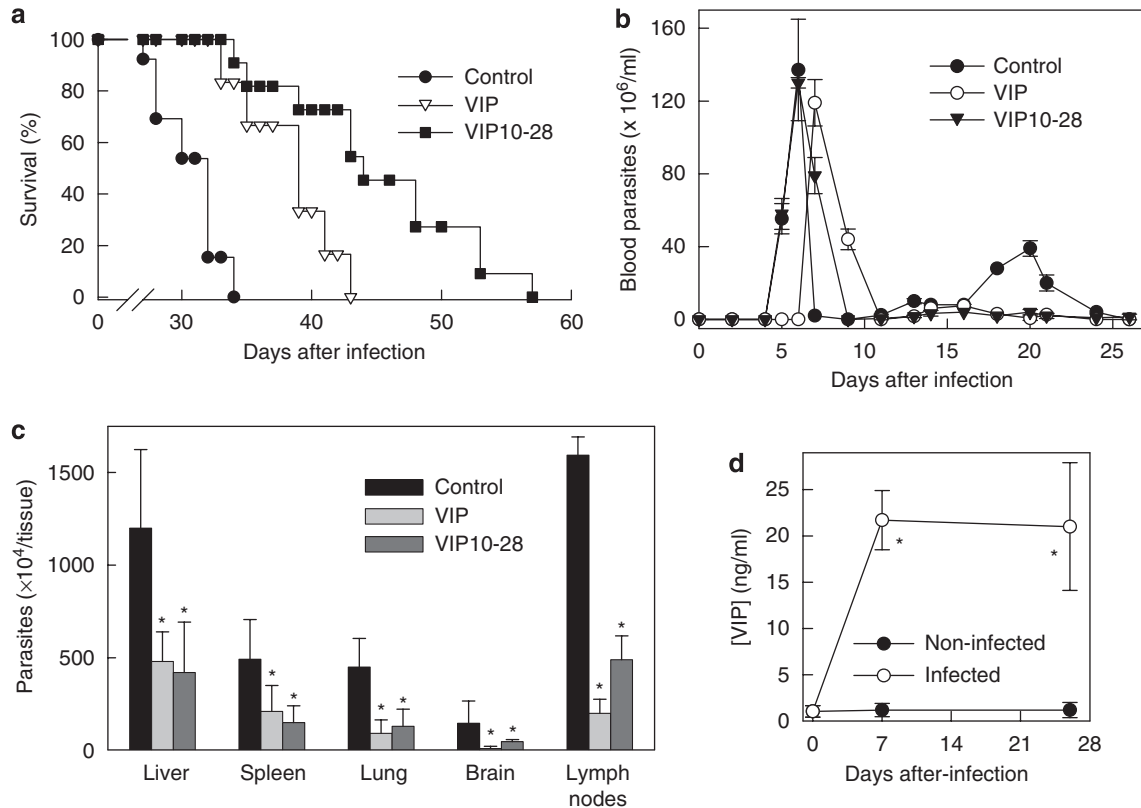 a
Survival (%)
100
80
60
40
20
0
0
30
40
50
60
Days after infection
Control
VIP
VIP10-28
b
Blood parasites (x 10⁶/ml)
160
120
80
40
0
0
5
10
15
20
25
Days after infection
Control
VIP
VIP10-28
c
Parasites (×10⁴/tissue)
1500
1000
500
0
Control
VIP
VIP10-28
* * * * * * * * * *
Liver
Spleen
Lung
Brain
Lymph
nodes
d
[VIP] (ng/ml)
25
20
15
10
5
0
* *
Non-infected
Infected
0
7
14
21
28
Days after-infection